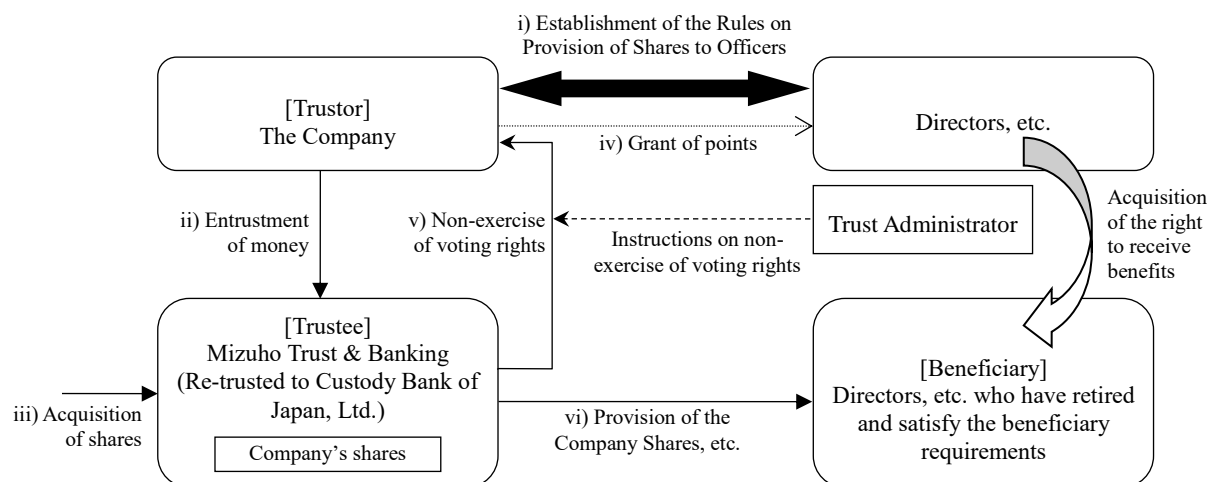 i) Establishment of the Rules on
Provision of Shares to Officers
[Trustor]
The Company
Directors, etc.
iv) Grant of points
ii) Entrustment
of money
v) Non-exercise
of voting rights
Instructions on non-
exercise of voting rights
Trust Administrator
Acquisition
of the right
to receive
benefits
[Trustee]
Mizuho Trust & Banking
(Re-trusted to Custody Bank of
Japan, Ltd.)
Company's shares
iii) Acquisition
of shares
vi) Provision of the
Company Shares, etc.
[Beneficiary]
Directors, etc. who have retired
and satisfy the beneficiary
requirements